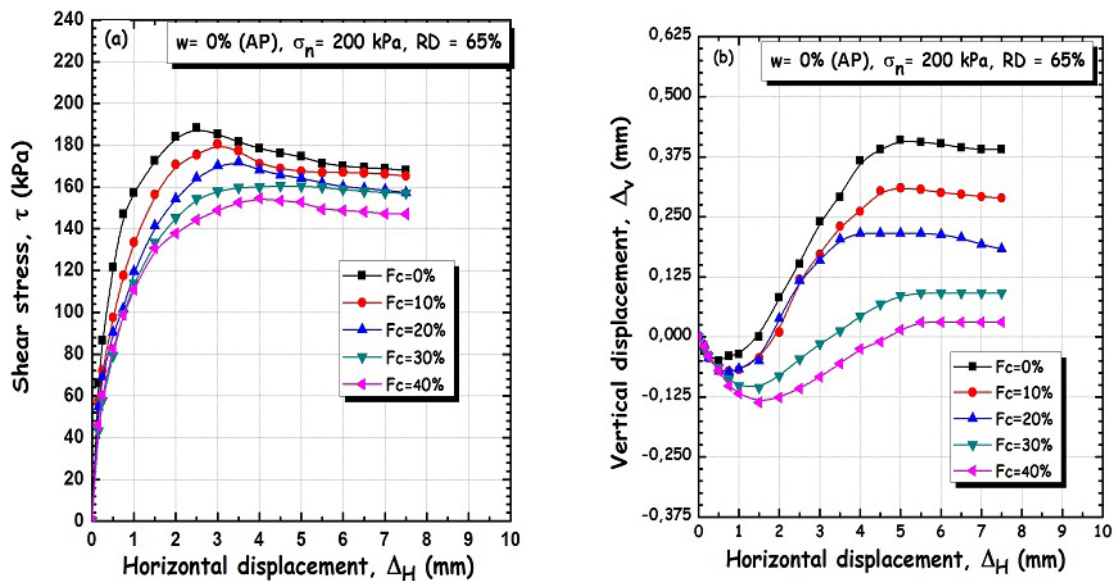 (a)
w= 0% (AP), σn= 200 kPa, RD = 65%
Shear stress, τ (kPa)
240
220
200
180
160
140
120
100
80
60
40
20
0
Fc=0%
Fc=10%
Fc=20%
Fc=30%
Fc=40%
0 1 2 3 4 5 6 7 8 9 10
Horizontal displacement, ΔH (mm)
(b)
w= 0% (AP), σn= 200 kPa, RD = 65%
Vertical displacement, Δv (mm)
0,625
0,500
0,375
0,250
0,125
0,000
-0,125
-0,250
-0,375
Fc=0%
Fc=10%
Fc=20%
Fc=30%
Fc=40%
0 1 2 3 4 5 6 7 8 9 10
Horizontal displacement, ΔH (mm)